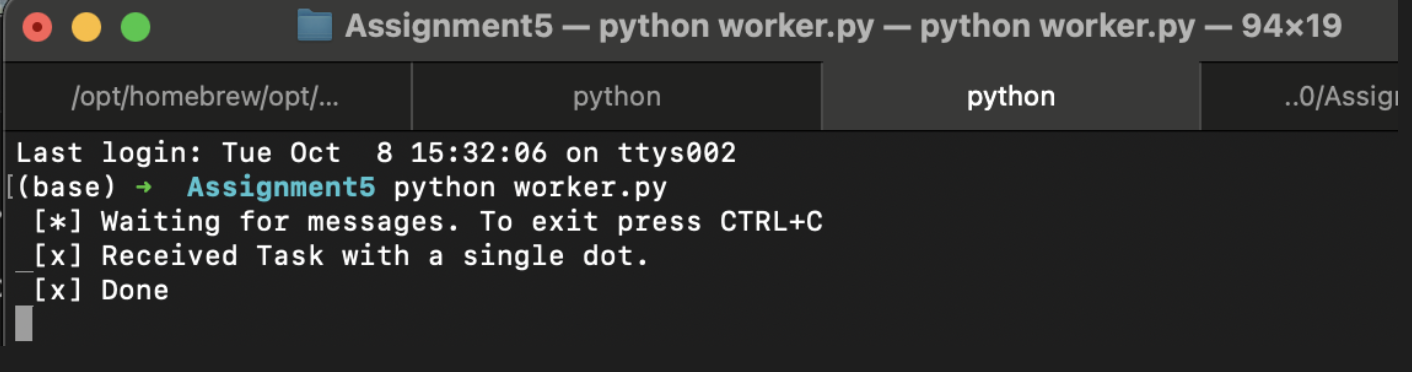 Assignment5 — python worker.py — python worker.py — 94×19
/opt/homebrew/opt/... python python ..0/Assig
Last login: Tue Oct  8 15:32:06 on ttys002
[(base) ➜  Assignment5 python worker.py
 [*] Waiting for messages. To exit press CTRL+C
_[x] Received Task with a single dot.
 [x] Done